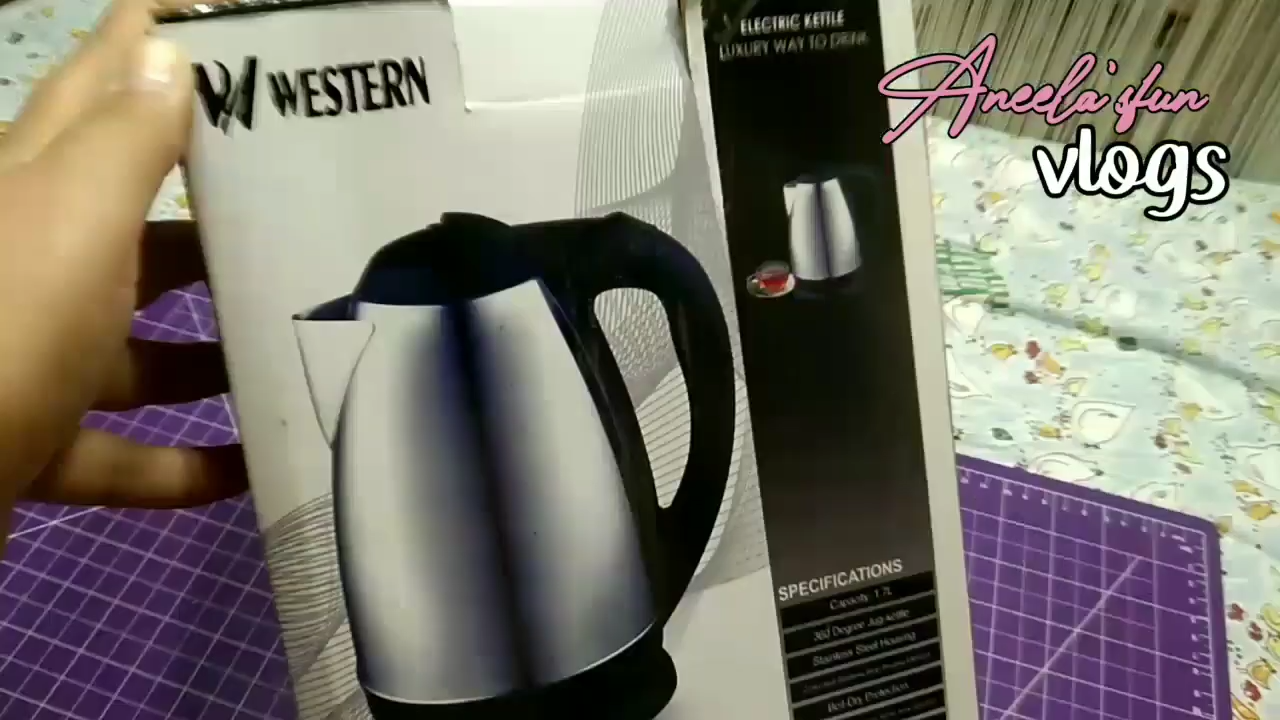 WESTERN
ELECTRIC KETTLE
LUXURY WAY TO DRINK
Aneela's fun
vlogs
SPECIFICATIONS
Capacity: 1.7L
360 Degree Jug kettle
Stainless Steel Housing
Boil-Dry Protection